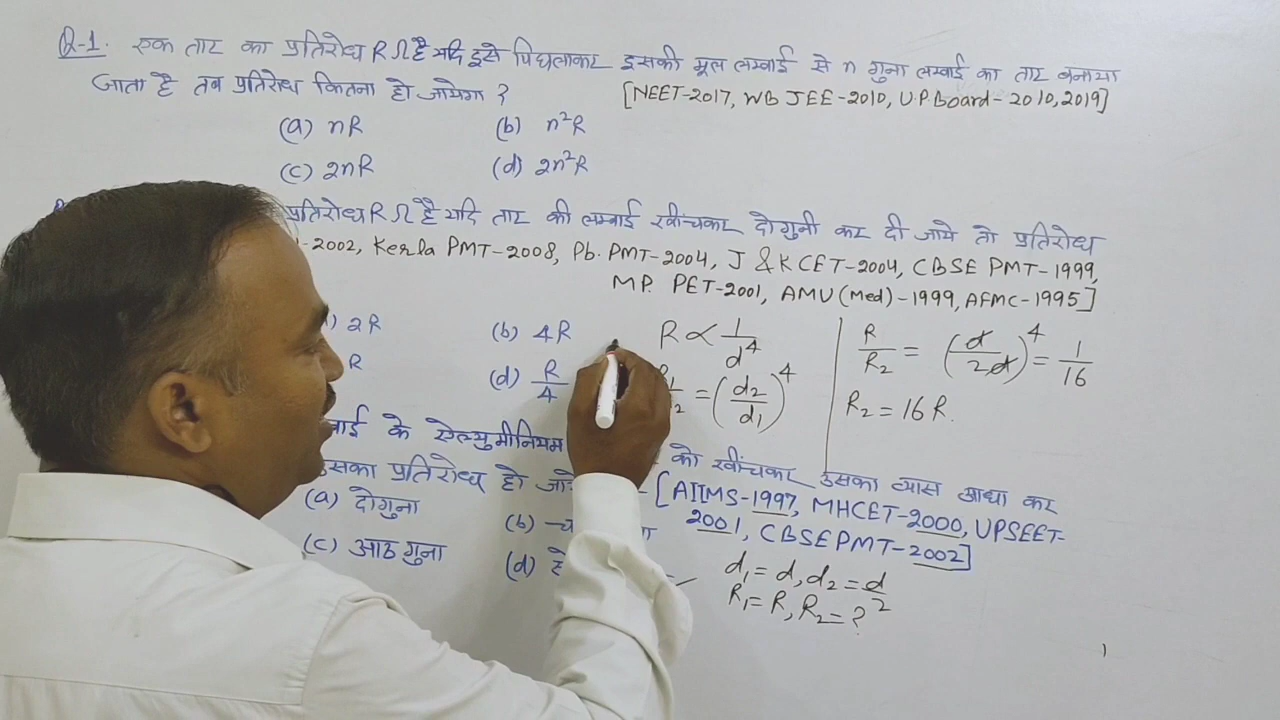 Q-1. एक तार का प्रतिरोध R Ω है यदि इसे पिघलाकर इसकी मूल लम्बाई से n गुना लम्बाई का तार बनाया
जाता है तब प्रतिरोध कितना हो जायेगा ? [NEET-2017, WB JEE-2010, U.P.Board-2010,2019]
(a) nR (b) n²R
(c) 2nR (d) 2n²R
प्रतिरोध R Ω है यदि तार की लम्बाई खींचकर दोगुनी कर दी जाये तो प्रतिरोध
-2002, Kerla PMT-2008, Pb. PMT-2004, J & K CET-2004, CBSE PMT-1999,
MP. PET-2001, AMU (Med)-1999, AFMC-1995]
2R (b) 4R
R (d) R/4
R ∝ 1/d⁴
= (d₂/d₁)⁴
R/R₂ = (d/2d)⁴ = 1/16
R₂ = 16 R.
के ऐल्युमीनियम को खींचकर उसका व्यास आधा कर
उसका प्रतिरोध हो [AIIMS-1997, MHCET-2000, UPSEET-
2001, CBSE PMT-2002]
(a) दोगुना (b)
(c) आठ गुना (d)
d₁ = d, d₂ = d/2
R₁ = R, R₂ = ?